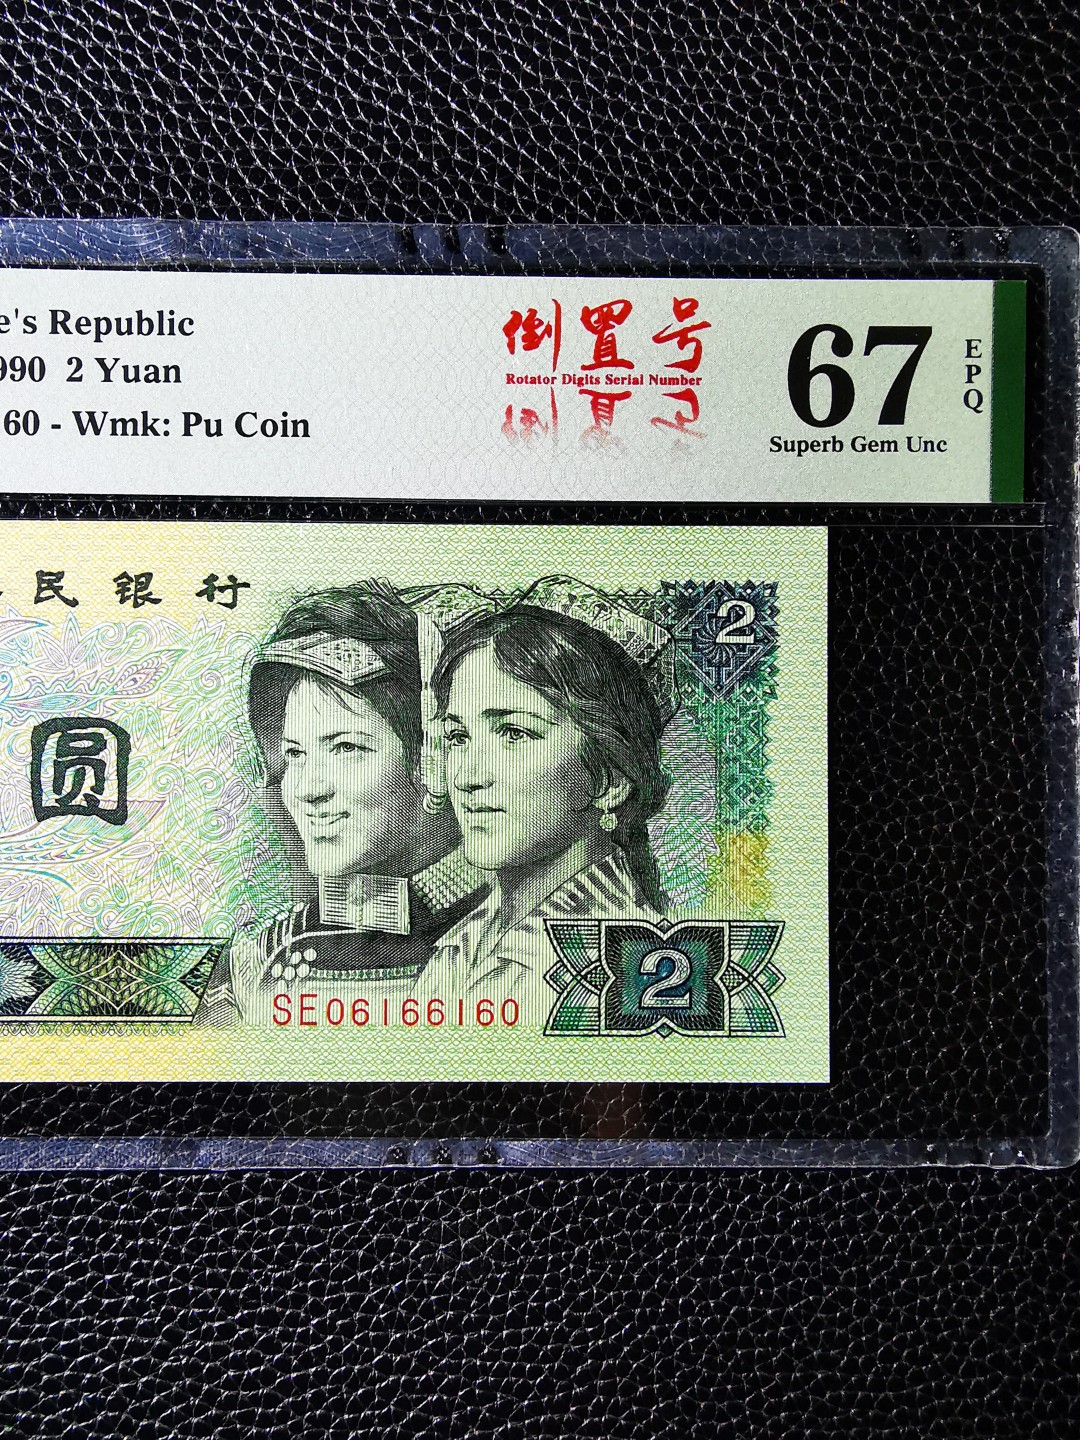 e's Republic
990 2 Yuan
60 - Wmk: Pu Coin
倒置号
Rotator Digits Serial Number
67
EPQ
Superb Gem Unc
民银行
2
圆
2
SE06166160